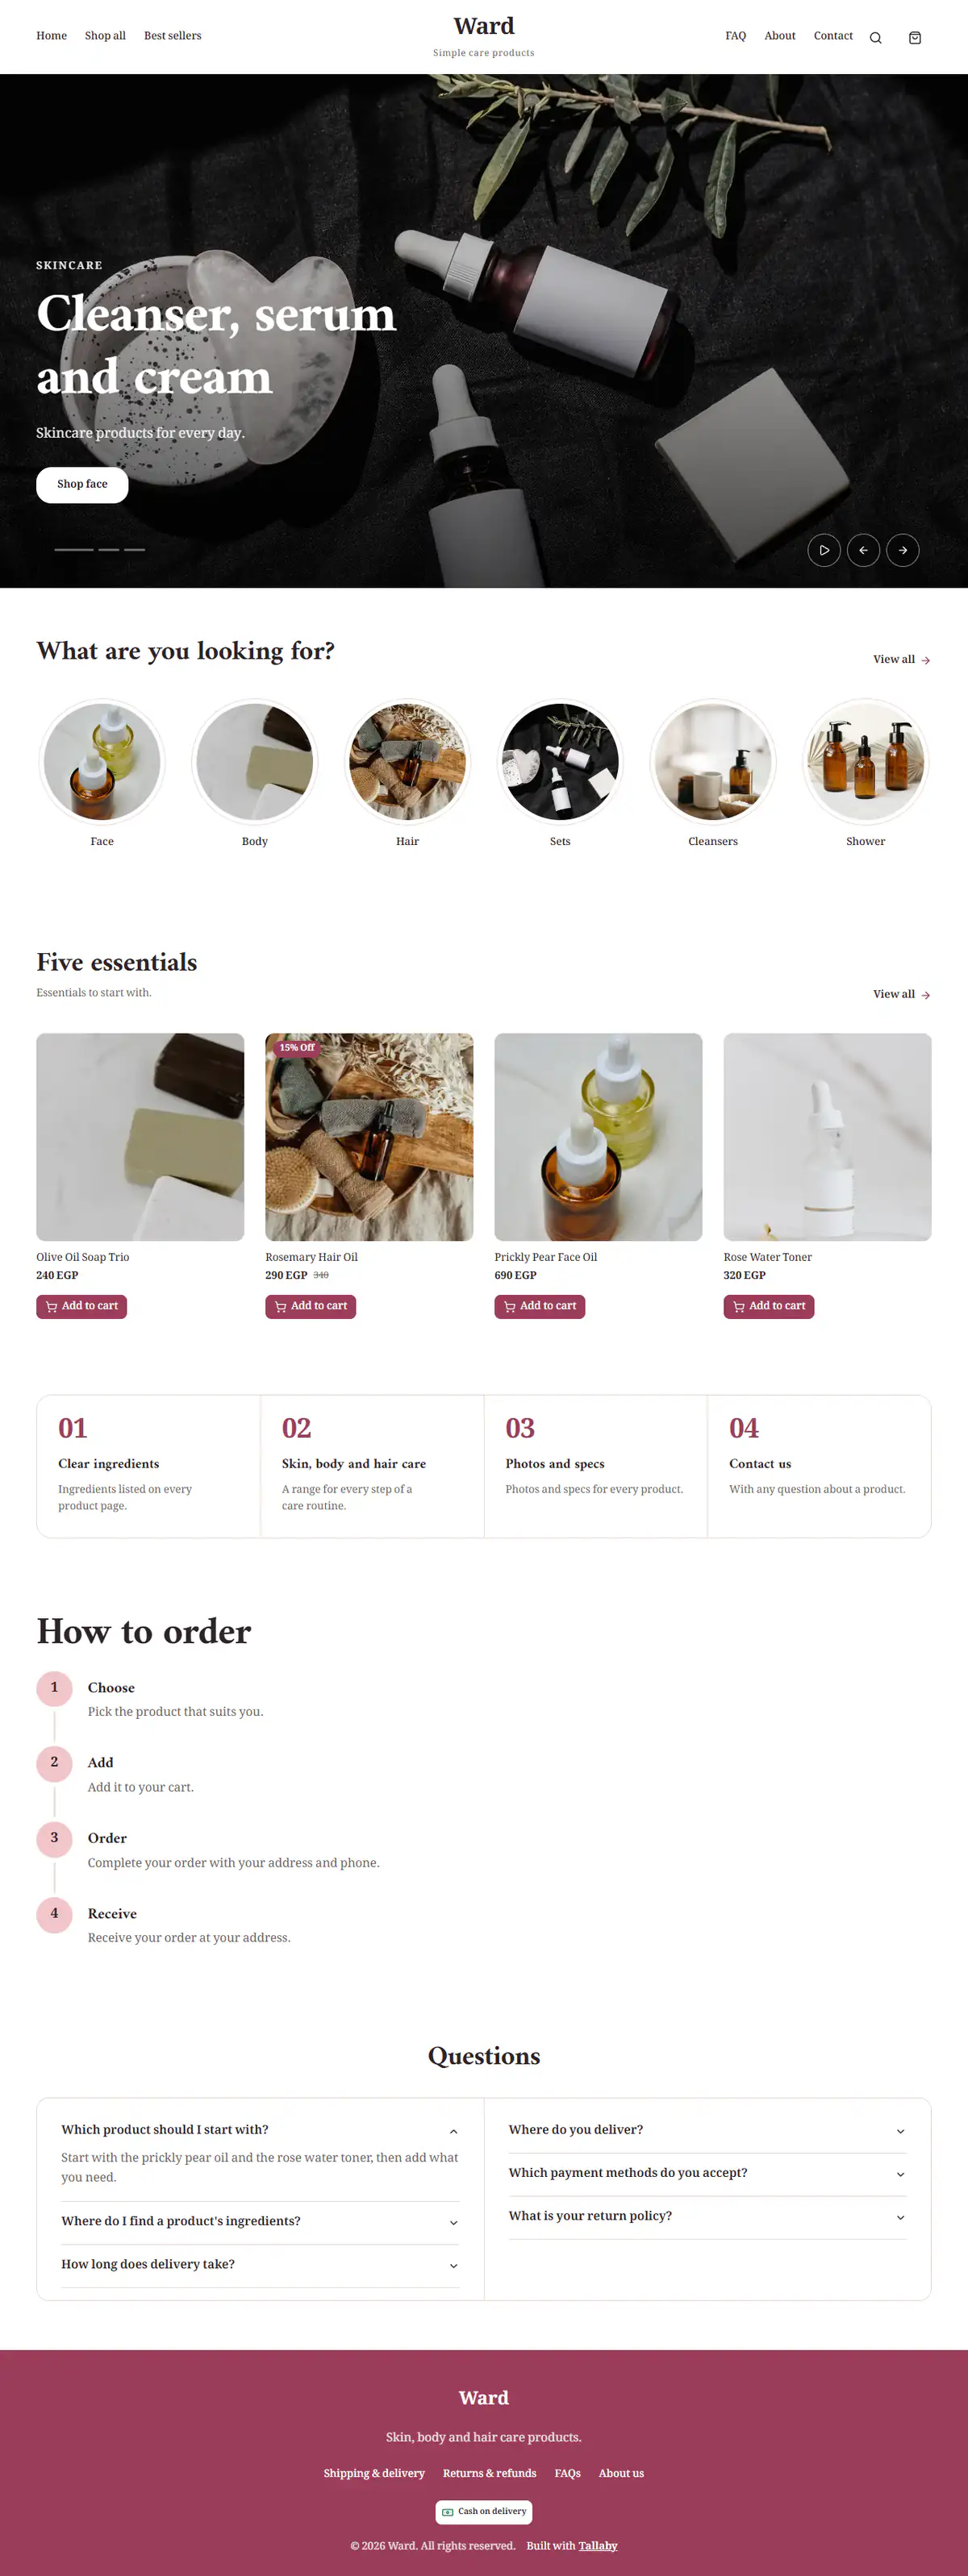 Home Shop all Best sellers
Ward
Simple care products
FAQ About Contact
SKINCARE
Cleanser, serum
and cream
Skincare products for every day.
Shop face
What are you looking for?
View all
Face
Body
Hair
Sets
Cleansers
Shower
Five essentials
Essentials to start with.
View all
15% Off
Olive Oil Soap Trio
240 EGP
Add to cart
Rosemary Hair Oil
290 EGP 340
Add to cart
Prickly Pear Face Oil
690 EGP
Add to cart
Rose Water Toner
320 EGP
Add to cart
01
Clear ingredients
Ingredients listed on every
product page.
02
Skin, body and hair care
A range for every step of a
care routine.
03
Photos and specs
Photos and specs for every product.
04
Contact us
With any question about a product.
How to order
1
Choose
Pick the product that suits you.
2
Add
Add it to your cart.
3
Order
Complete your order with your address and phone.
4
Receive
Receive your order at your address.
Questions
Which product should I start with?
Start with the prickly pear oil and the rose water toner, then add what
you need.
Where do I find a product's ingredients?
How long does delivery take?
Where do you deliver?
Which payment methods do you accept?
What is your return policy?
Ward
Skin, body and hair care products.
Shipping & delivery Returns & refunds FAQs About us
Cash on delivery
© 2026 Ward. All rights reserved. Built with Tallaby